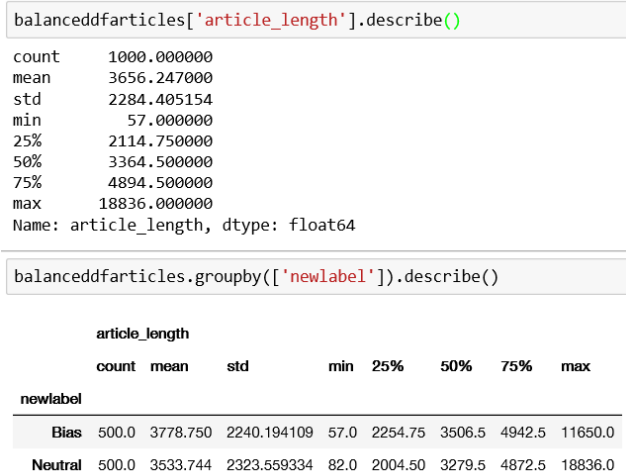 balanceddfarticles['article_length'].describe()
count 1000.000000
mean 3656.247000
std 2284.405154
min 57.000000
25% 2114.750000
50% 3364.500000
75% 4894.500000
max 18836.000000
Name: article_length, dtype: float64
balanceddfarticles.groupby(['newlabel']).describe()
article_length
count mean std min 25% 50% 75% max
newlabel
Bias 500.0 3778.750 2240.194109 57.0 2254.75 3506.5 4942.5 11650.0
Neutral 500.0 3533.744 2323.559334 82.0 2004.50 3279.5 4872.5 18836.0